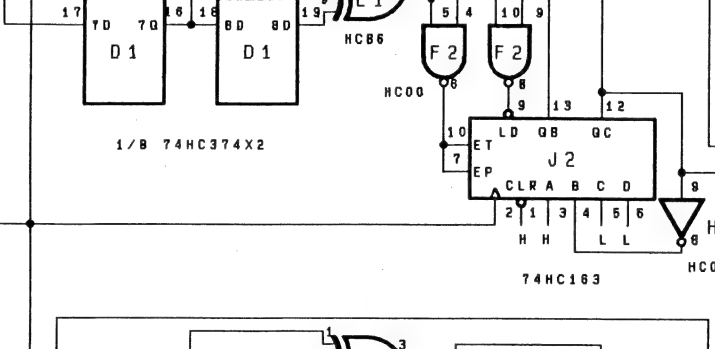 17 16 18 19
5 4 10 9
7D 7Q 8D 8D
D1 D1 F2 F2
HC86
HC00 6 8
9 13 12
1/8 74HC374X2
10 LD QB QC
ET J2
7 EP
9
CLR A B C D
2 1 3 4 5 6
H H L L 8
HC0
74HC163
1 3